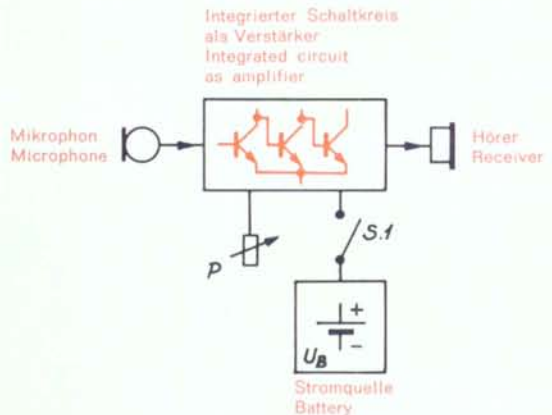 Integrierter Schaltkreis
als Verstärker
Integrated circuit
as amplifier
Mikrophon
Microphone
Hörer
Receiver
S.1
P
+
−
U_B
Stromquelle
Battery